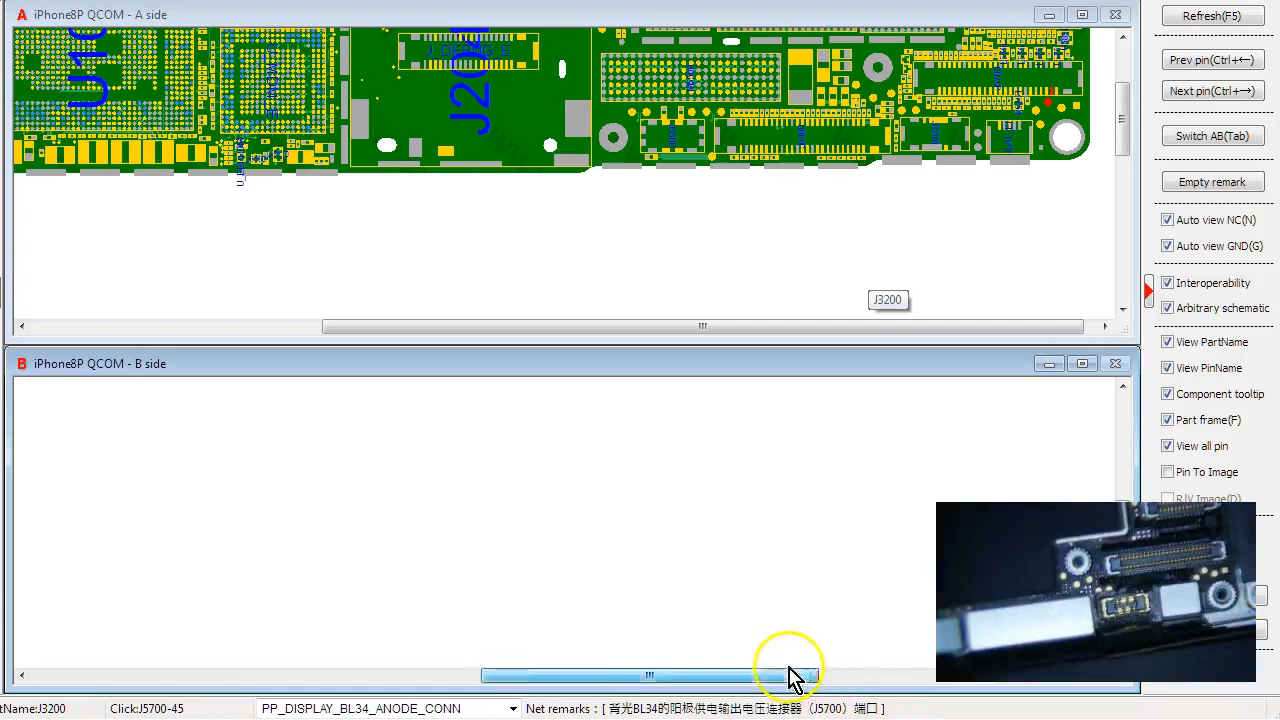 A iPhone8P QCOM - A side
U10
J_DEBUG_E
J3200
B iPhone8P QCOM - B side
Refresh(F5)
Prev pin(Ctrl+←)
Next pin(Ctrl+→)
Switch AB(Tab)
Empty remark
Auto view NC(N)
Auto view GND(G)
Interoperability
Arbitrary schematic
View PartName
View PinName
Component tooltip
Part frame(F)
View all pin
Pin To Image
R|V Image(D)
tName:J3200 Click:J5700-45 PP_DISPLAY_BL34_ANODE_CONN Net remarks : [ 背光BL34的阳极供电输出电压连接器（J5700）端口 ]